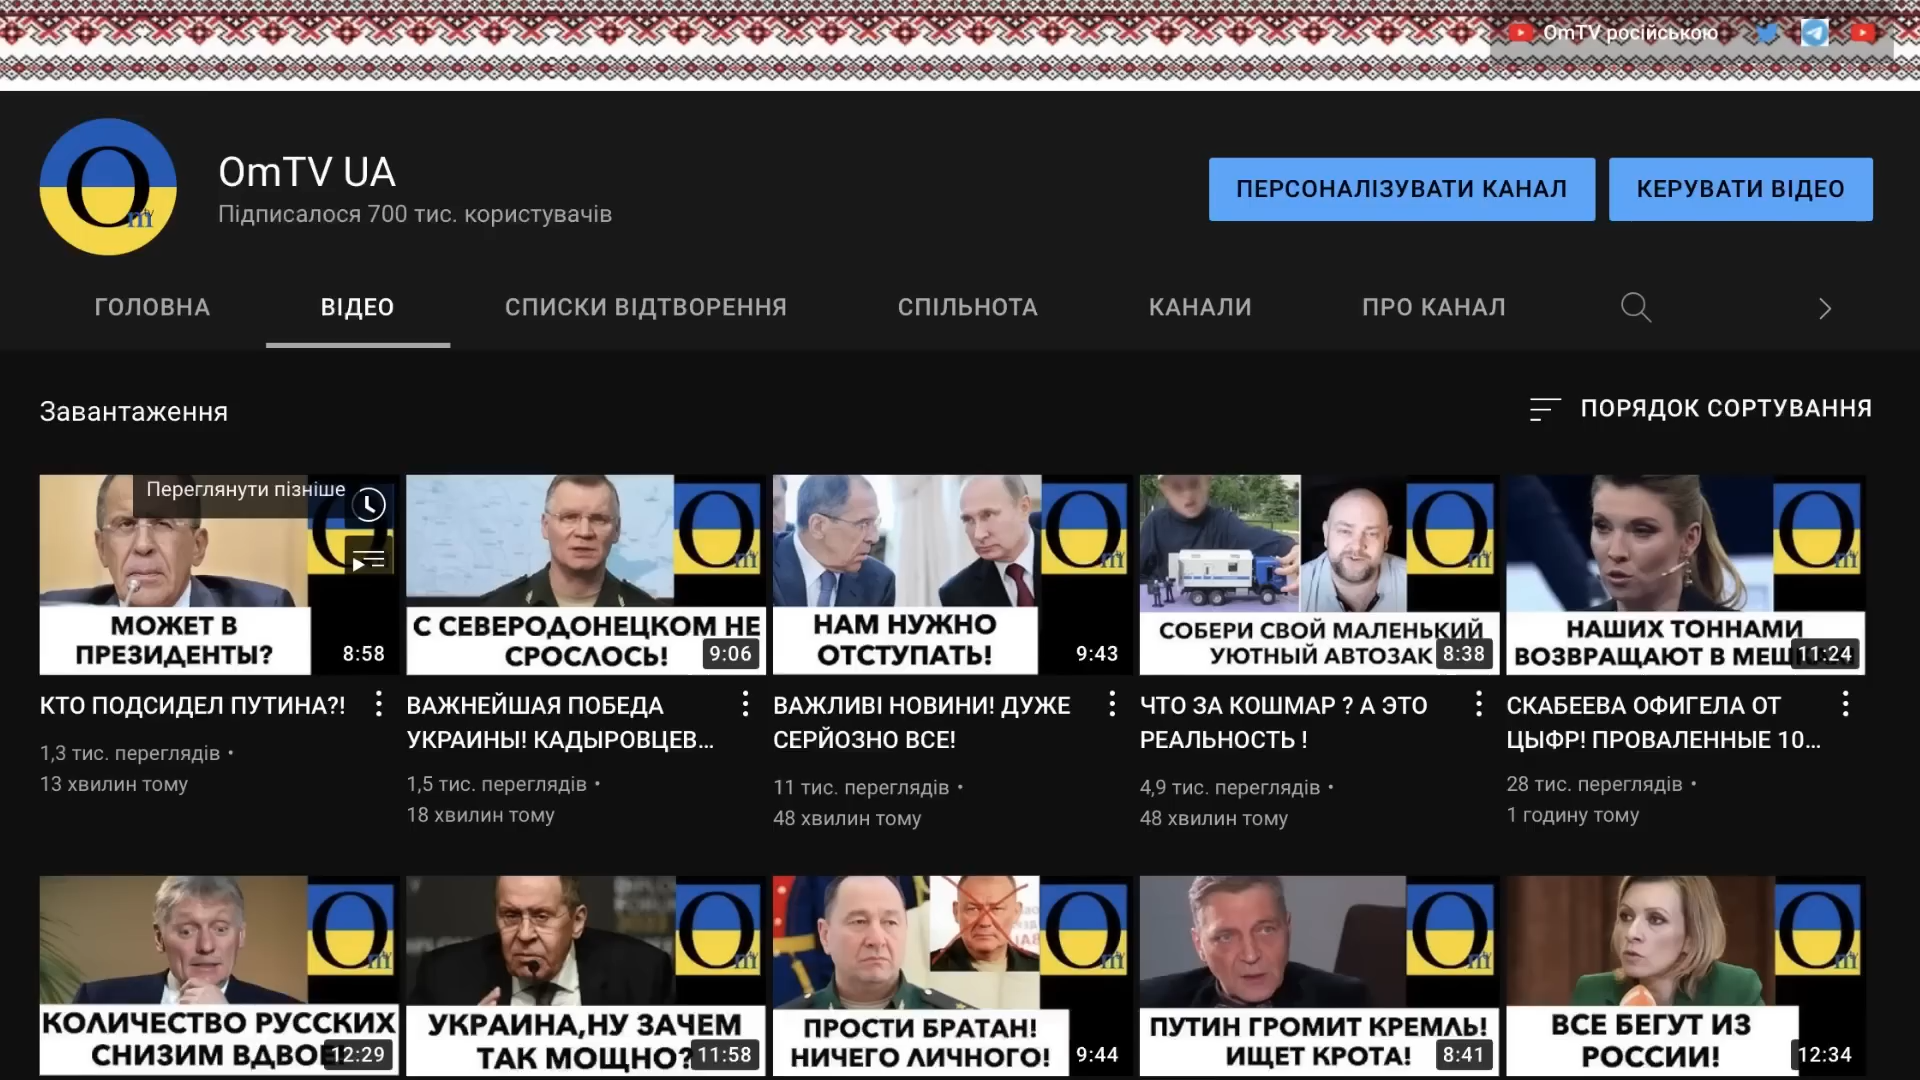 OmTV російською
OmTV UA
Підписалося 700 тис. користувачів
ПЕРСОНАЛІЗУВАТИ КАНАЛ
КЕРУВАТИ ВІДЕО
ГОЛОВНА
ВІДЕО
СПИСКИ ВІДТВОРЕННЯ
СПІЛЬНОТА
КАНАЛИ
ПРО КАНАЛ
Завантаження
ПОРЯДОК СОРТУВАННЯ
Переглянути пізніше
МОЖЕТ В
ПРЕЗИДЕНТЫ?
8:58
КТО ПОДСИДЕЛ ПУТИНА?!
1,3 тис. переглядів •
13 хвилин тому
С СЕВЕРОДОНЕЦКОМ НЕ
СРОСЛОСЬ!
9:06
ВАЖНЕЙШАЯ ПОБЕДА
УКРАИНЫ! КАДЫРОВЦЕВ...
1,5 тис. переглядів •
18 хвилин тому
НАМ НУЖНО
ОТСТУПАТЬ!
9:43
ВАЖЛИВІ НОВИНИ! ДУЖЕ
СЕРЙОЗНО ВСЕ!
11 тис. переглядів •
48 хвилин тому
СОБЕРИ СВОЙ МАЛЕНЬКИЙ
УЮТНЫЙ АВТОЗАК
8:38
ЧТО ЗА КОШМАР ? А ЭТО
РЕАЛЬНОСТЬ !
4,9 тис. переглядів •
48 хвилин тому
НАШИХ ТОННАМИ
ВОЗВРАЩАЮТ В
11:24
СКАБЕЕВА ОФИГЕЛА ОТ
ЦЫФР! ПРОВАЛЕННЫЕ 10...
28 тис. переглядів •
1 годину тому
КОЛИЧЕСТВО РУССКИХ
СНИЗИМ ВДВОЕ
12:29
УКРАИНА,НУ ЗАЧЕМ
ТАК МОЩНО?
11:58
ПРОСТИ БРАТАН!
НИЧЕГО ЛИЧНОГО!
9:44
ПУТИН ГРОМИТ КРЕМЛЬ!
ИЩЕТ КРОТА!
8:41
ВСЕ БЕГУТ ИЗ
РОССИИ!
12:34